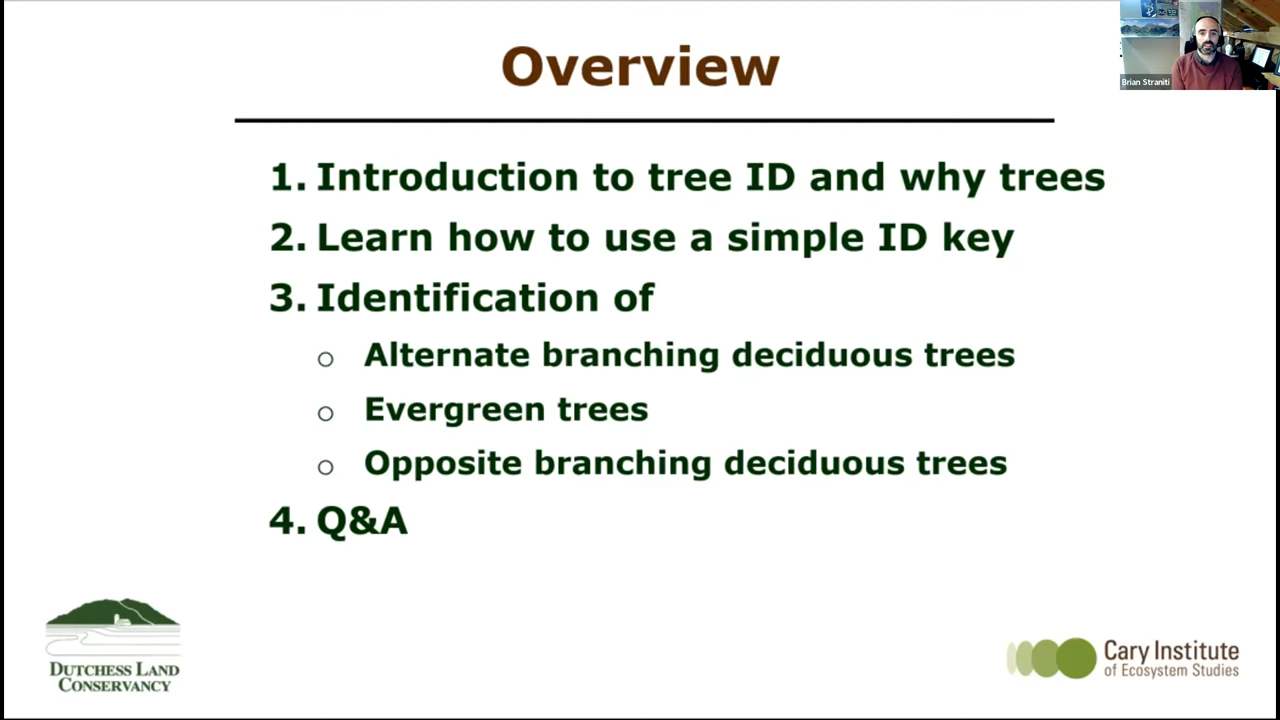 Overview
Brian Straniti
1. Introduction to tree ID and why trees
2. Learn how to use a simple ID key
3. Identification of
o Alternate branching deciduous trees
o Evergreen trees
o Opposite branching deciduous trees
4. Q&A
DUTCHESS LAND
CONSERVANCY
Cary Institute
of Ecosystem Studies